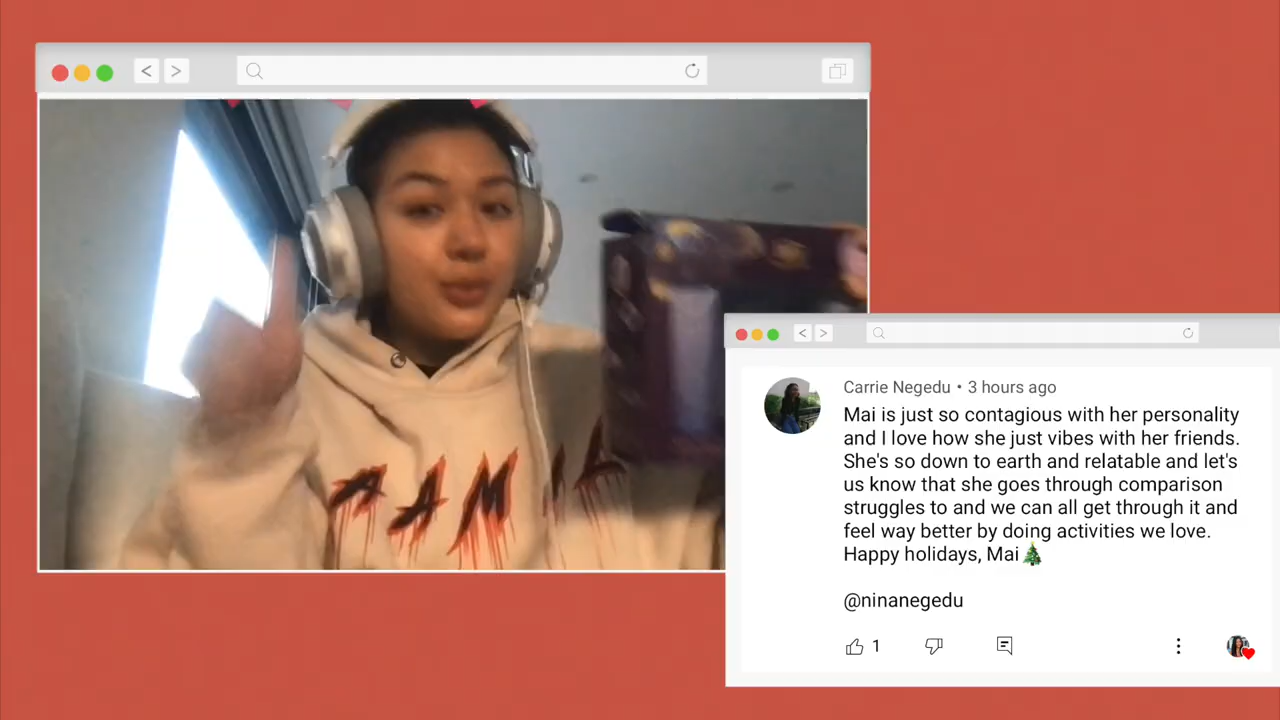 Carrie Negedu • 3 hours ago
Mai is just so contagious with her personality
and I love how she just vibes with her friends.
She's so down to earth and relatable and let's
us know that she goes through comparison
struggles to and we can all get through it and
feel way better by doing activities we love.
Happy holidays, Mai🎄
@ninanegedu
1